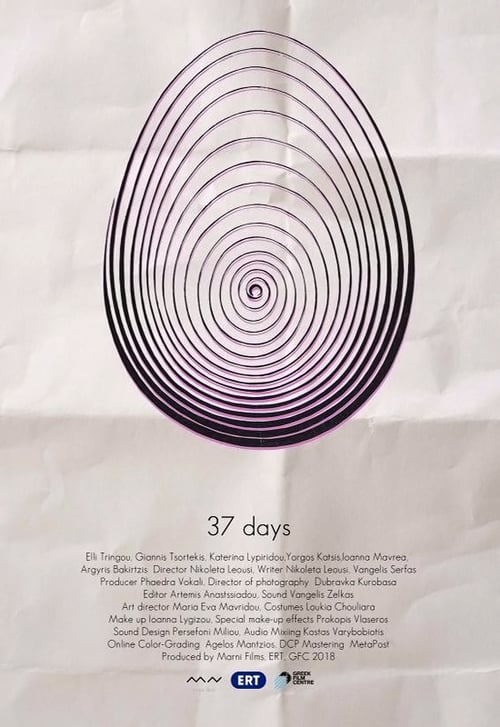 37 days
Elli Tringou, Giannis Tsortekis, Katerina Lypiridou,Yorgos Katsis,Ioanna Mavrea,
Argyris Bakirtzis Director Nikoleta Leousi, Writer Nikoleta Leousi, Vangelis Serfas
Producer Phaedra Vokali, Director of photography Dubravka Kurobasa
Editor Artemis Anastssiadou, Sound Vangelis Zelkas
Art director Maria Eva Mavridou, Costumes Loukia Chouliara
Make up Ioanna Lygizou, Special make-up effects Prokopis Vlaseros
Sound Design Persefoni Miliou, Audio Mixiing Kostas Varybobiotis
Online Color-Grading Agelos Mantzios, DCP Mastering MetaPost
Produced by Marni Films, ERT, GFC 2018
ERT
GREEK
FILM
CENTRE